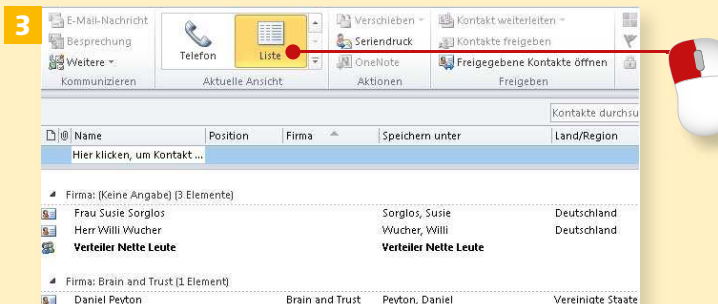 3
E-Mail-Nachricht
Besprechung
Weitere
Kommunizieren
Telefon
Liste
Aktuelle Ansicht
Verschieben
Seriendruck
OneNote
Aktionen
Kontakt weiterleiten
Kontakte freigeben
Freigegebene Kontakte öffnen
Freigeben
Kontakte durchsu
Name Position Firma Speichern unter Land/Region
Hier klicken, um Kontakt ...
Firma: (Keine Angabe) (3 Elemente)
Frau Susie Sorglos Sorglos, Susie Deutschland
Herr Willi Wucher Wucher, Willi Deutschland
Verteiler Nette Leute Verteiler Nette Leute
Firma: Brain and Trust (1 Element)
Daniel Peyton Brain and Trust Peyton, Daniel Vereinigte Staate